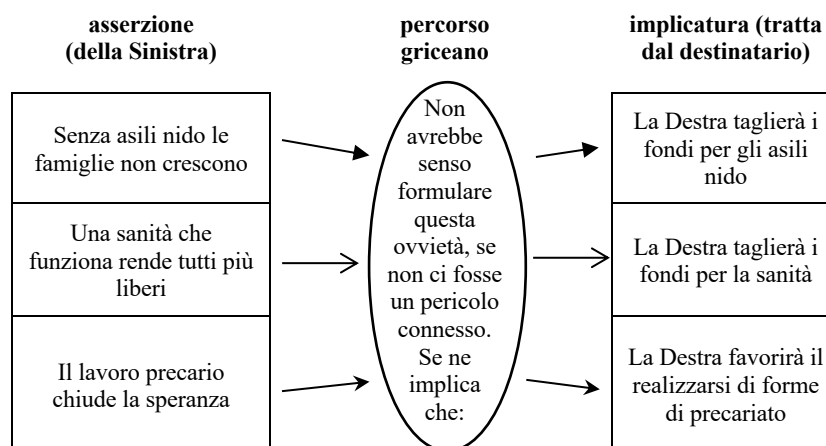 asserzione
(della Sinistra)
percorso
griceano
implicatura (tratta
dal destinatario)
Senza asili nido le
famiglie non crescono
Una sanità che
funziona rende tutti più
liberi
Il lavoro precario
chiude la speranza
Non
avrebbe
senso
formulare
questa
ovvietà, se
non ci fosse
un pericolo
connesso.
Se ne
implica
che:
La Destra taglierà i
fondi per gli asili
nido
La Destra taglierà i
fondi per la sanità
La Destra favorirà il
realizzarsi di forme
di precariato